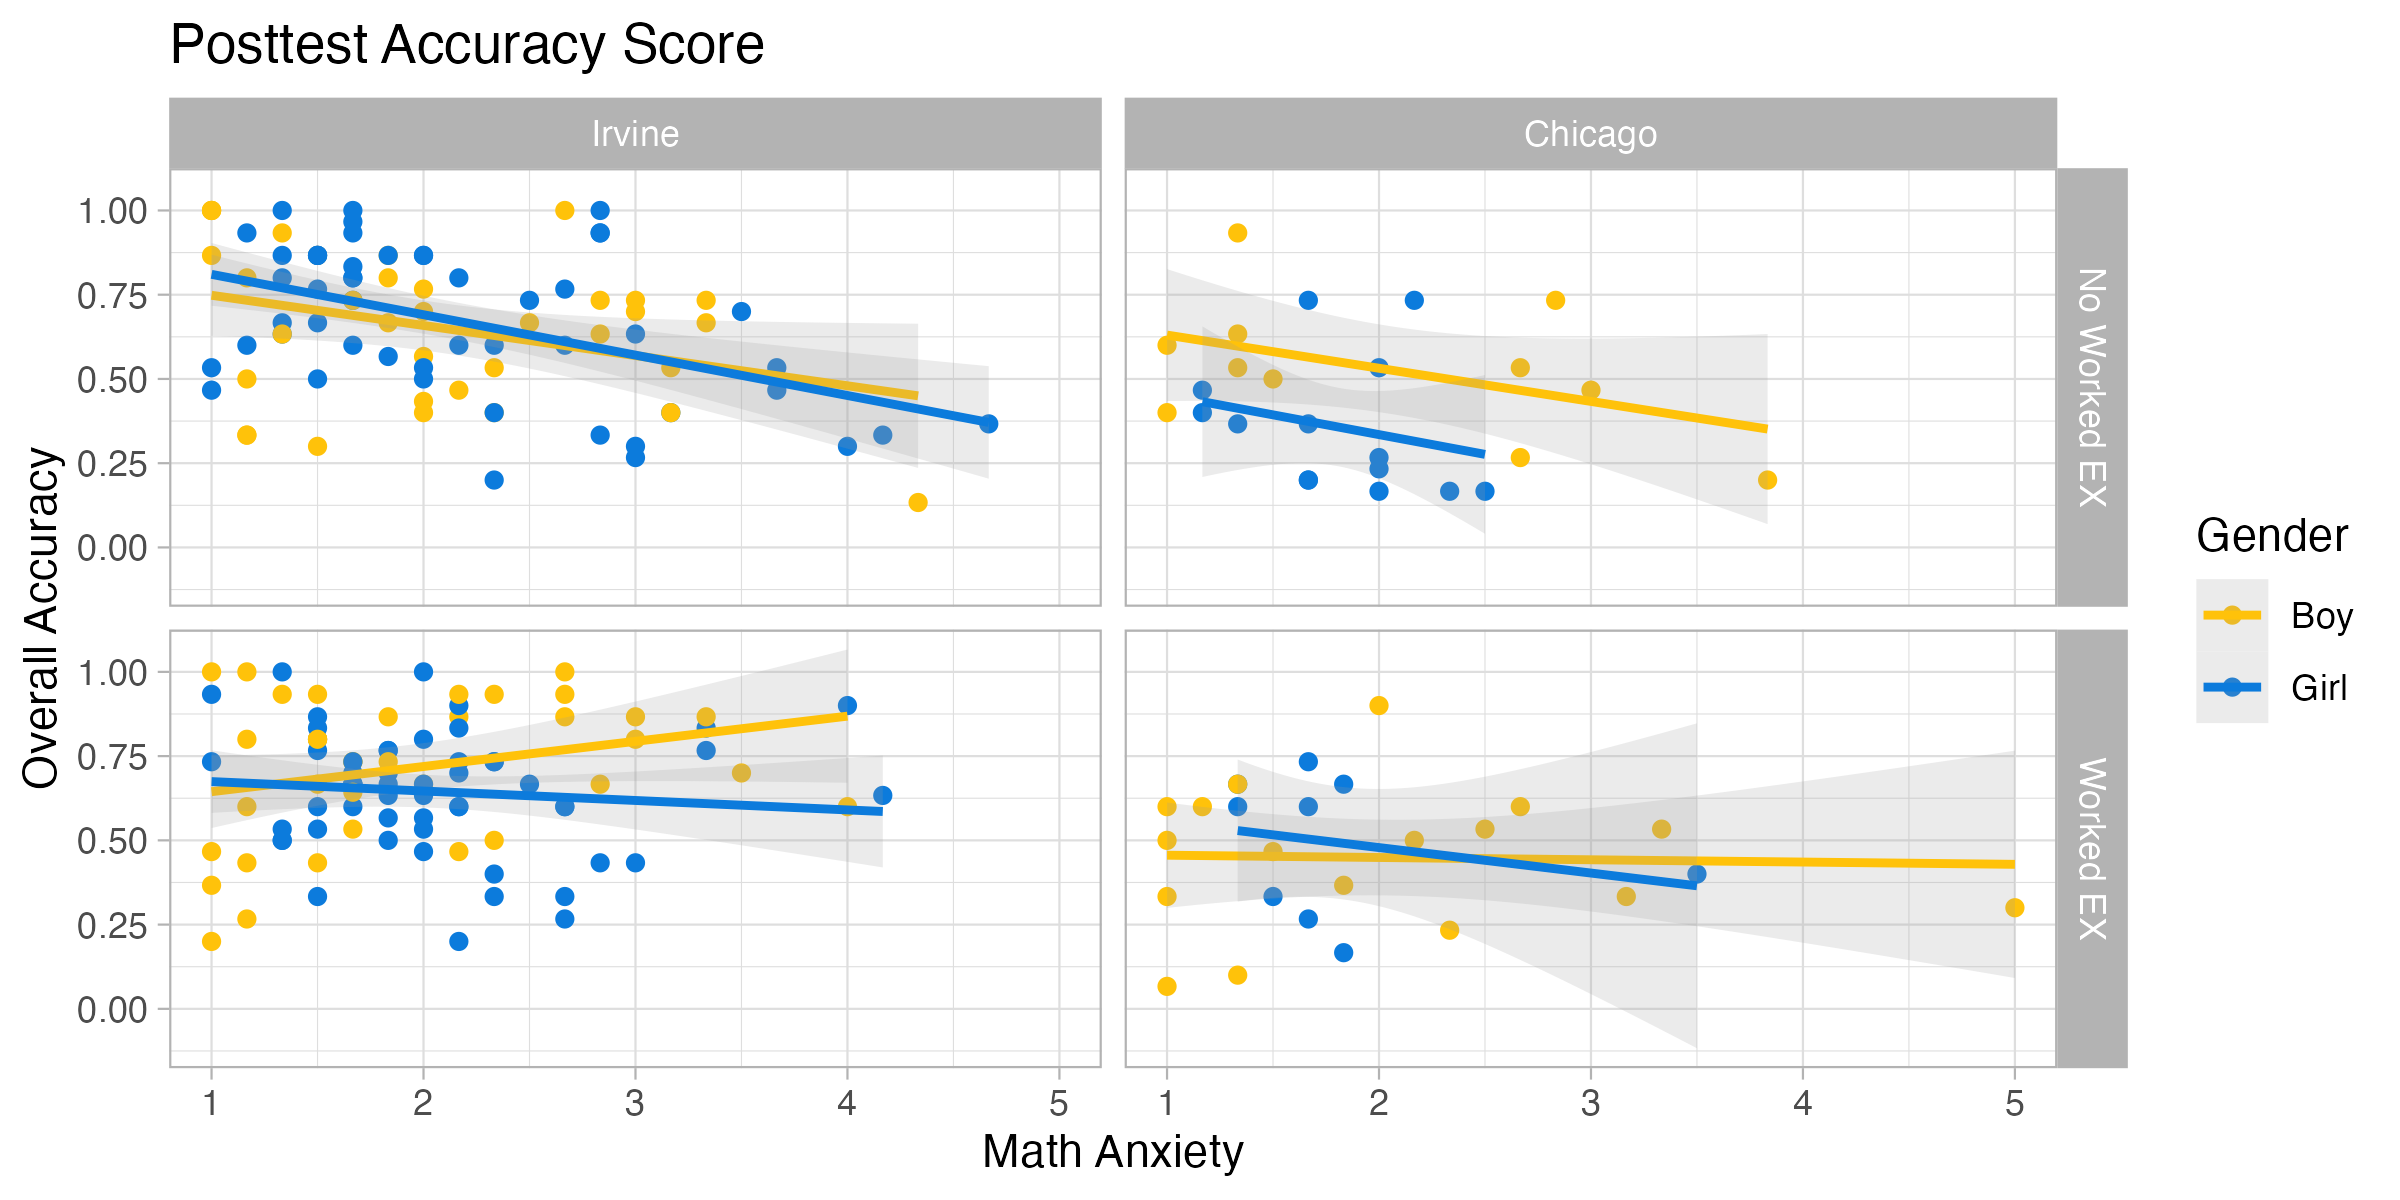 Posttest Accuracy Score
Irvine
Chicago
1.00
0.75
0.50
0.25
0.00
No Worked EX
1.00
0.75
0.50
0.25
0.00
Worked EX
Overall Accuracy
1 2 3 4 5
1 2 3 4 5
Math Anxiety
Gender
Boy
Girl